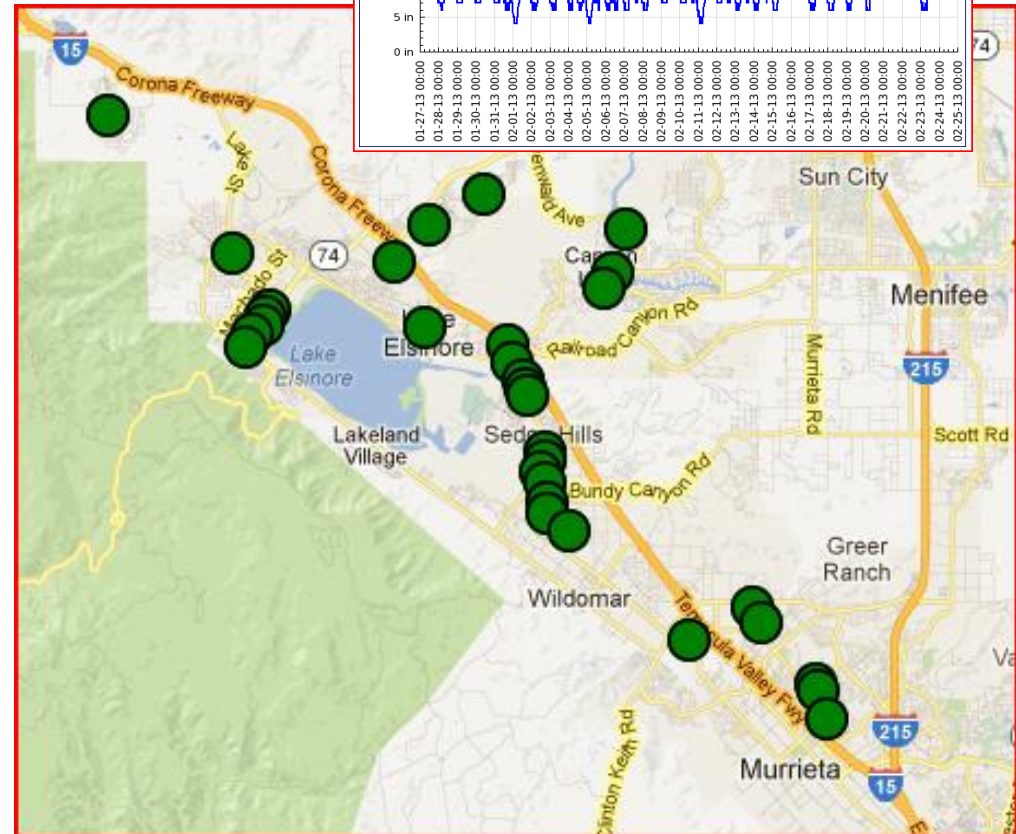 5 in
0 in
01-27-13 00:00
01-28-13 00:00
01-29-13 00:00
01-30-13 00:00
01-31-13 00:00
02-01-13 00:00
02-02-13 00:00
02-03-13 00:00
02-04-13 00:00
02-05-13 00:00
02-06-13 00:00
02-07-13 00:00
02-08-13 00:00
02-09-13 00:00
02-10-13 00:00
02-11-13 00:00
02-12-13 00:00
02-13-13 00:00
02-14-13 00:00
02-15-13 00:00
02-16-13 00:00
02-17-13 00:00
02-18-13 00:00
02-19-13 00:00
02-20-13 00:00
02-21-13 00:00
02-22-13 00:00
02-23-13 00:00
02-24-13 00:00
02-25-13 00:00
74
15
Corona Freeway
Lake St
Corona Freew
enward Ave
Sun City
74
Machado St
Ca
n
Menifee
Railroad Canyon Rd
Elsinore
Lake
Elsinore
Murrieta Rd
215
Lakeland
Village
Hills
Scott Rd
Bundy Canyon Rd
Greer
Ranch
Wildomar
Temecula Valley Fwy
Va
Clinton Keith Rd
215
Murrieta
15